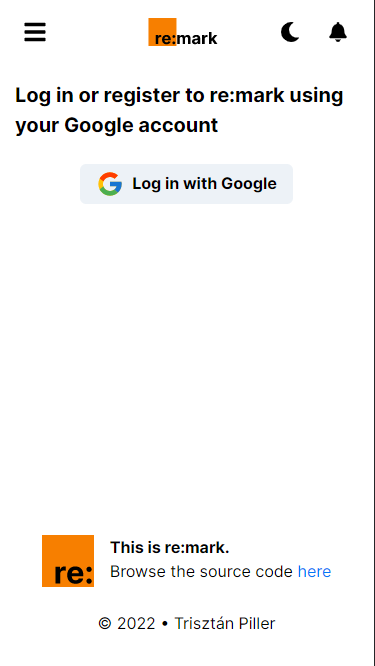 re:mark
Log in or register to re:mark using
your Google account
Log in with Google
re:
This is re:mark.
Browse the source code here
© 2022 • Trisztán Piller